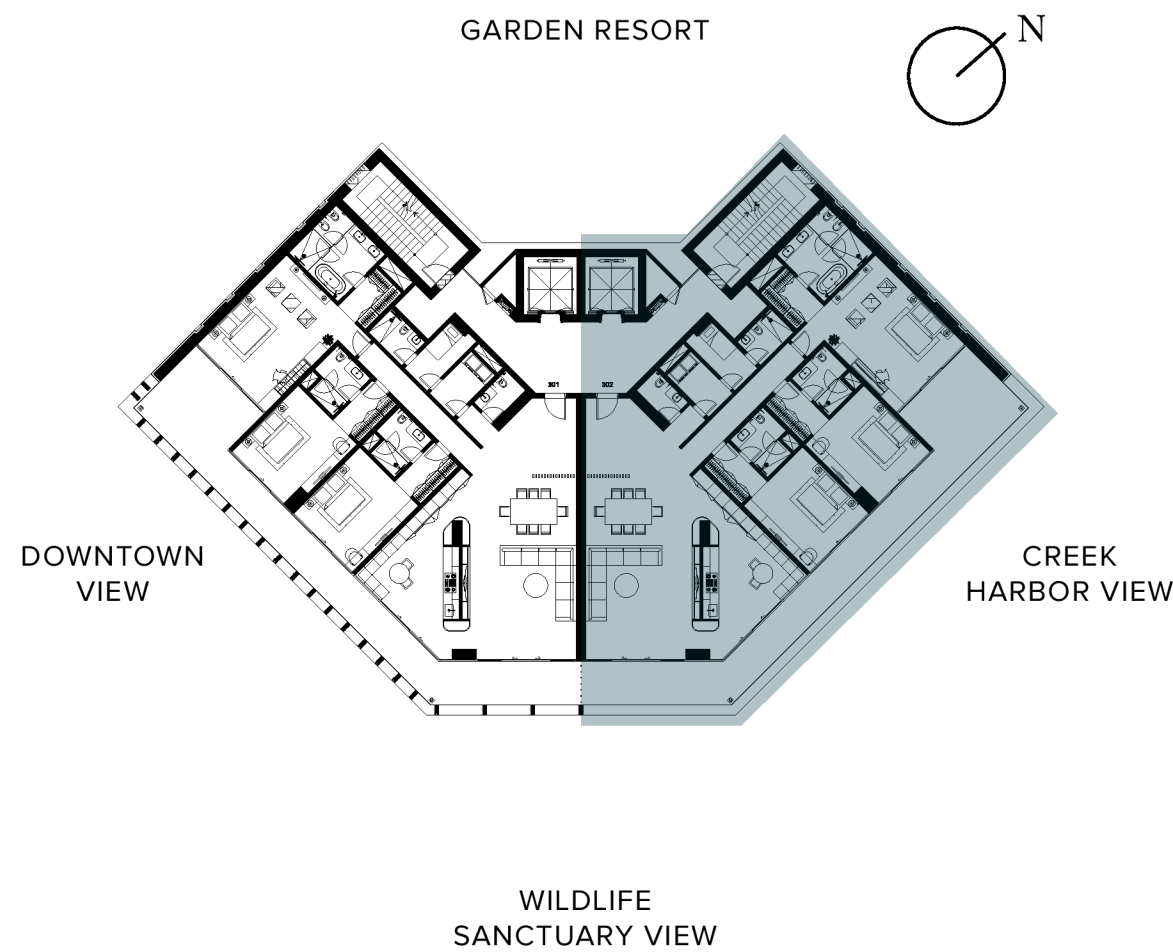 GARDEN RESORT
N
301
302
DOWNTOWN
VIEW
CREEK
HARBOR VIEW
WILDLIFE
SANCTUARY VIEW